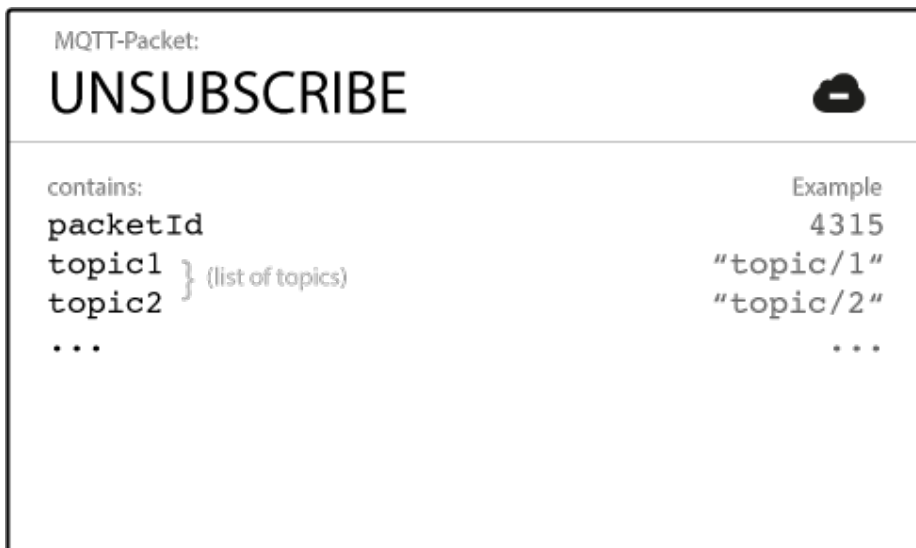 MQTT-Packet:
UNSUBSCRIBE
contains: Example
packetId 4315
topic1 } (list of topics) “topic/1“
topic2 “topic/2“
... ...